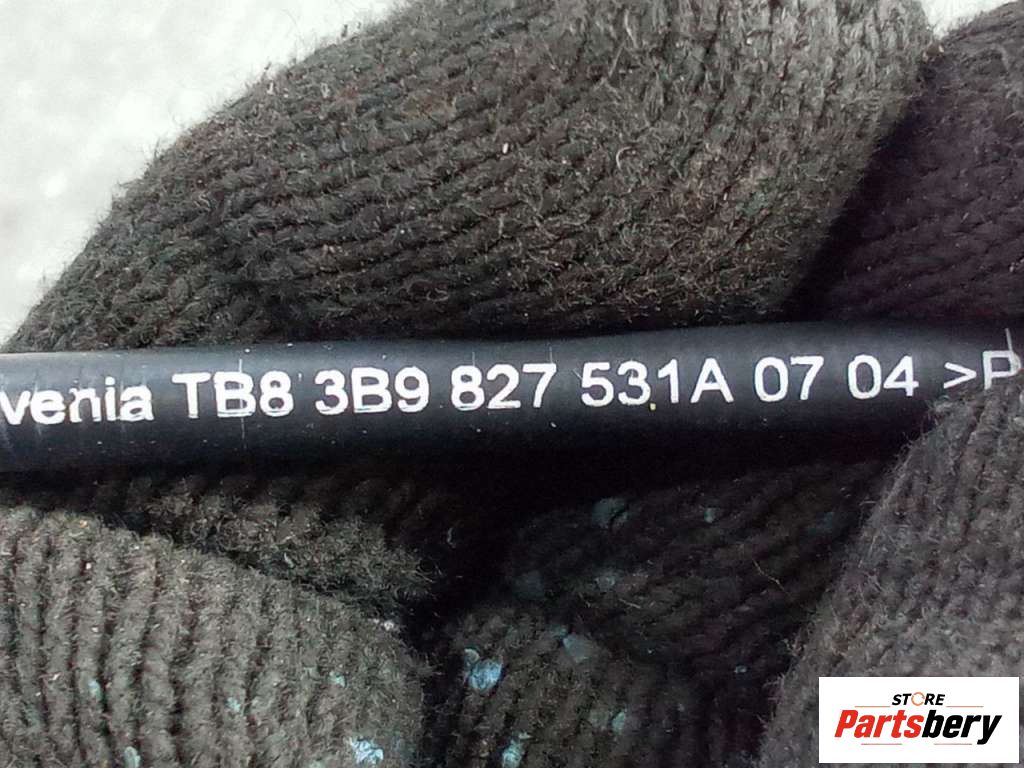 venia TB8 3B9 827 531A 07 04 >P
STORE
Partsbery